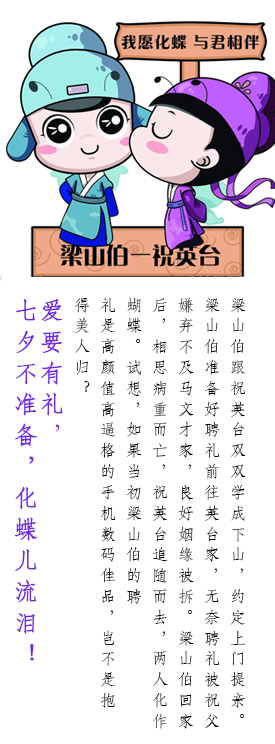 我愿化蝶 与君相伴
梁山伯—祝英台
梁山伯跟祝英台双双学成下山，约定上门提亲。
梁山伯准备好聘礼前往英台家，无奈聘礼被祝父
嫌弃不及马文才家，良好姻缘被拆。梁山伯回家
后，相思病重而亡，祝英台追随而去，两人化作
蝴蝶。试想，如果当初梁山伯的聘
礼是高颜值高逼格的手机数码佳品，岂不是抱
得美人归？
爱要有礼，
七夕不准备，化蝶儿流泪！